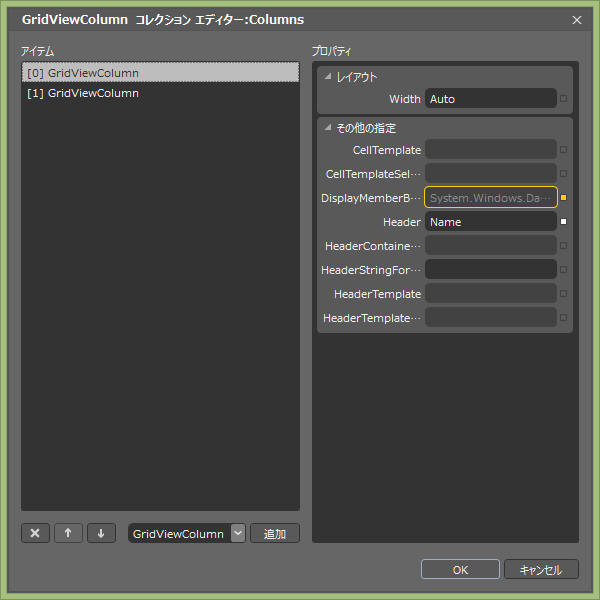 GridViewColumn コレクション エディター:Columns
アイテム
[0] GridViewColumn
[1] GridViewColumn
GridViewColumn
追加
プロパティ
レイアウト
Width Auto
その他の指定
CellTemplate
CellTemplateSel…
DisplayMemberB… System.Windows.Da…
Header Name
HeaderContaine…
HeaderStringFor…
HeaderTemplate
HeaderTemplate…
OK
キャンセル